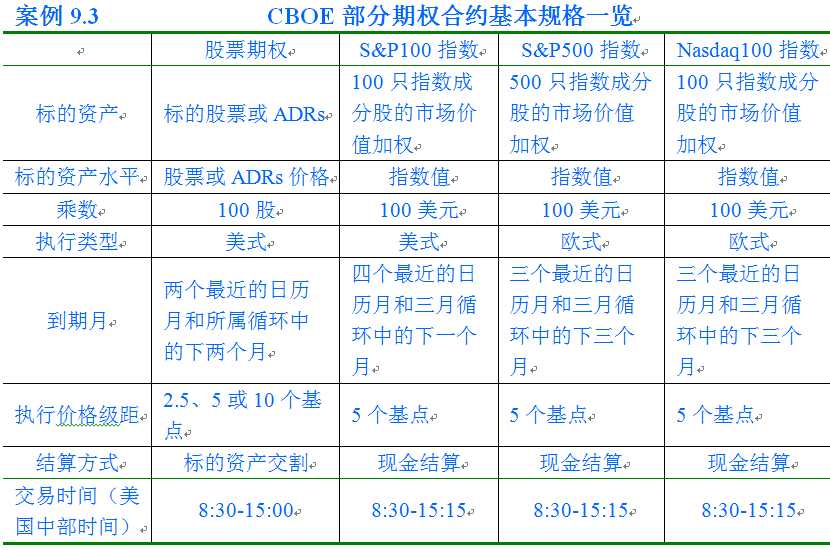 案例 9.3 CBOE 部分期权合约基本规格一览
股票期权 S&P100 指数 S&P500 指数 Nasdaq100 指数
标的资产 标的股票或 ADRs 100 只指数成分股的市场价值加权 500 只指数成分股的市场价值加权 100 只指数成分股的市场价值加权
标的资产水平 股票或 ADRs 价格 指数值 指数值 指数值
乘数 100 股 100 美元 100 美元 100 美元
执行类型 美式 美式 欧式 欧式
到期月 两个最近的日历月和所属循环中的下两个月 四个最近的日历月和三月循环中的下一个月 三个最近的日历月和三月循环中的下三个月 三个最近的日历月和三月循环中的下三个月
执行价格级距 2.5、5 或 10 个基点 5 个基点 5 个基点 5 个基点
结算方式 标的资产交割 现金结算 现金结算 现金结算
交易时间（美国中部时间） 8:30-15:00 8:30-15:15 8:30-15:15 8:30-15:15